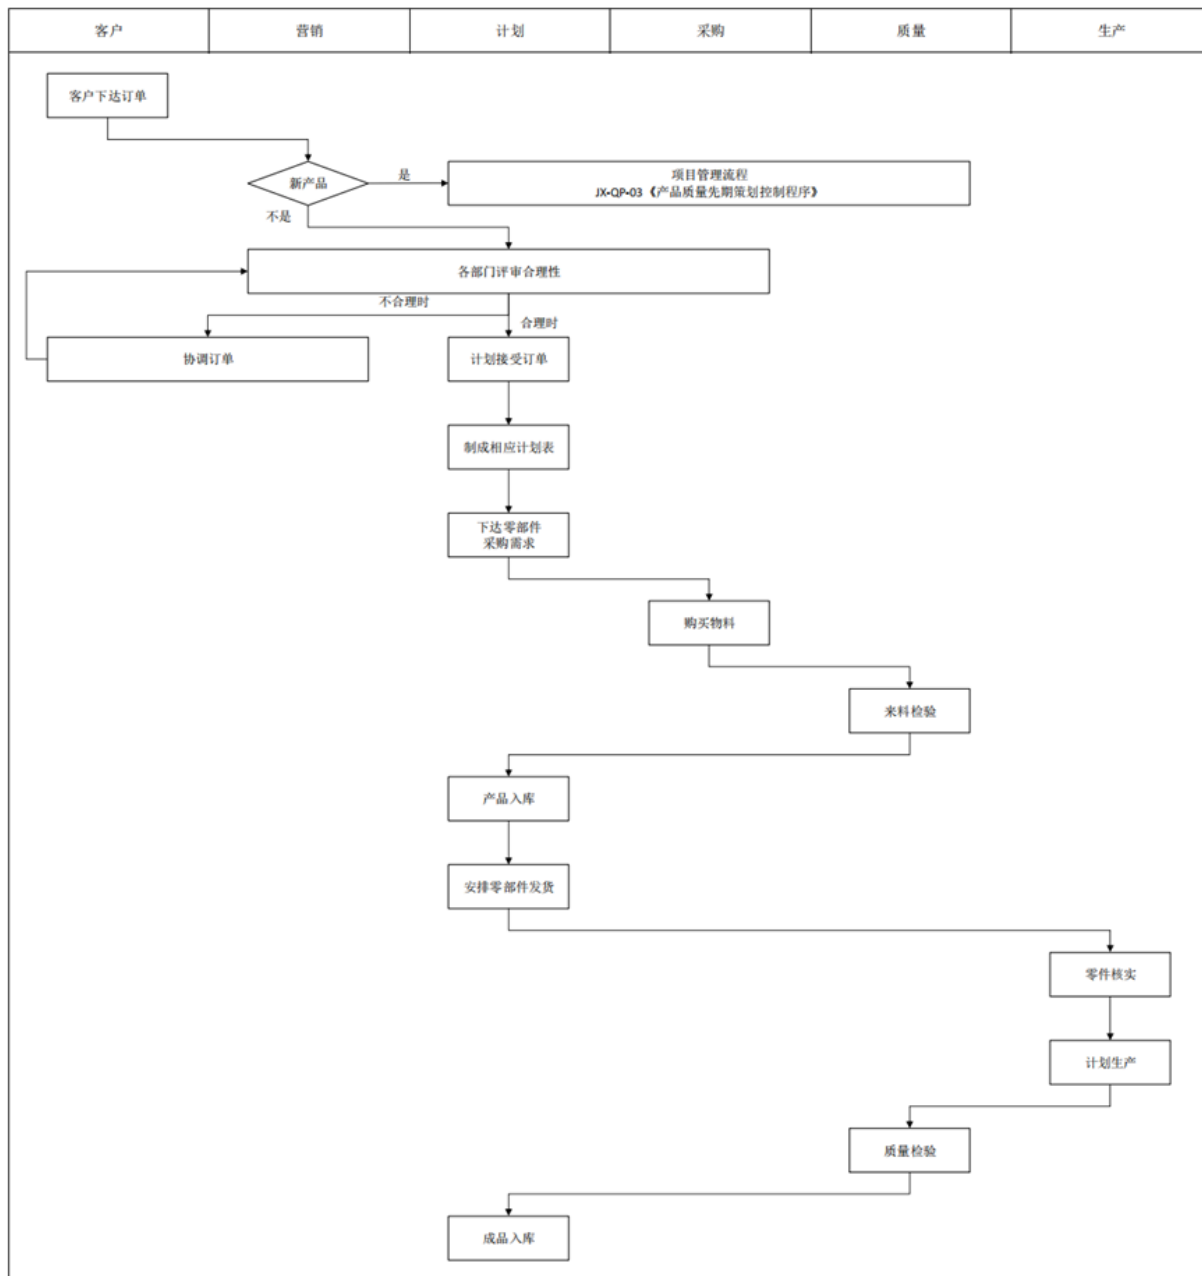 客户 营销 计划 采购 质量 生产
客户下达订单
新产品
是
项目管理流程
JX-QP-03《产品质量先期策划控制程序》
不是
各部门评审合理性
不合理时
合理时
协调订单
计划接受订单
制成相应计划表
下达零部件
采购需求
购买物料
来料检验
产品入库
安排零部件发货
零件核实
计划生产
质量检验
成品入库